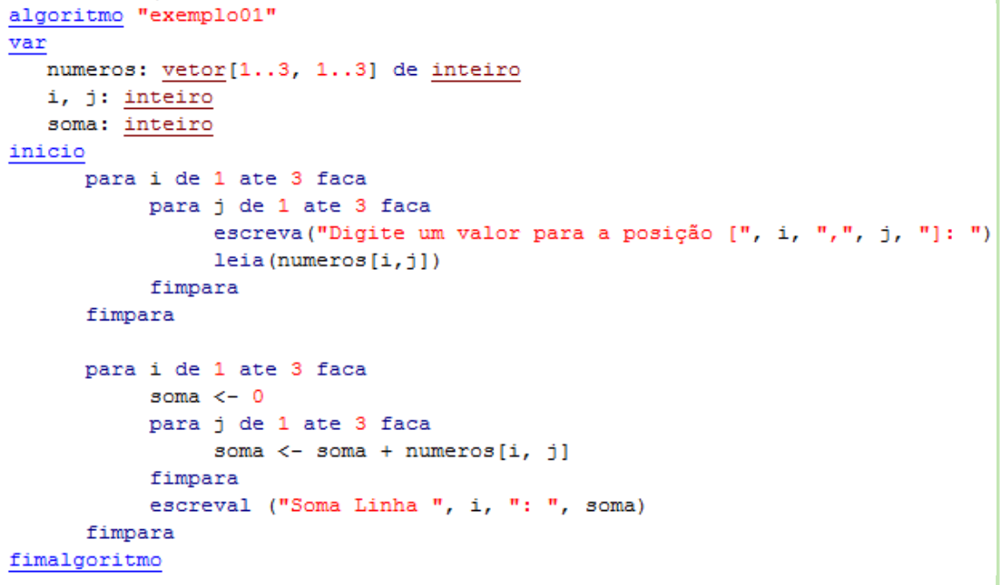 algoritmo "exemplo01"
var
   numeros: vetor[1..3, 1..3] de inteiro
   i, j: inteiro
   soma: inteiro
inicio
      para i de 1 ate 3 faca
           para j de 1 ate 3 faca
                escreva("Digite um valor para a posição [", i, ",", j, "]: ")
                leia(numeros[i,j])
           fimpara
      fimpara

      para i de 1 ate 3 faca
           soma <- 0
           para j de 1 ate 3 faca
                soma <- soma + numeros[i, j]
           fimpara
           escreval ("Soma Linha ", i, ": ", soma)
      fimpara
fimalgoritmo